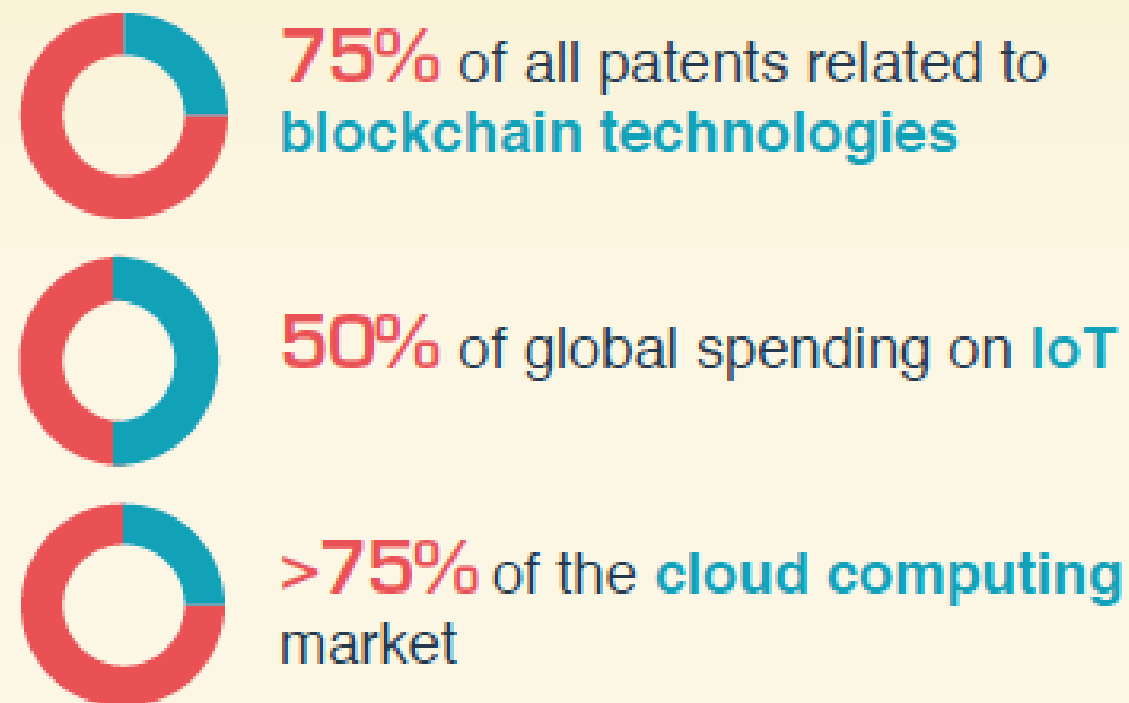 75% of all patents related to
blockchain technologies
50% of global spending on IoT
>75% of the cloud computing
market